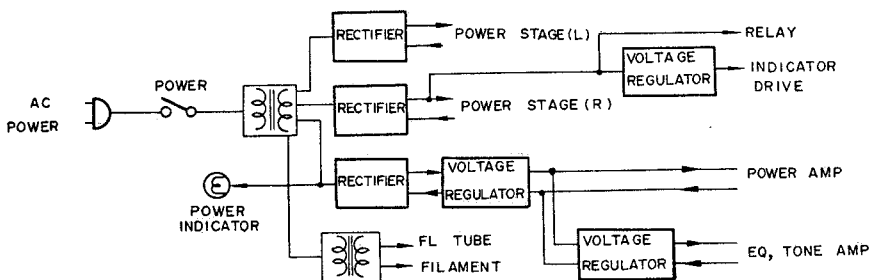 RECTIFIER
POWER STAGE(L)
RELAY
POWER
VOLTAGE
REGULATOR
INDICATOR
DRIVE
AC
POWER
RECTIFIER
POWER STAGE(R)
RECTIFIER
VOLTAGE
REGULATOR
POWER AMP
POWER
INDICATOR
FL TUBE
FILAMENT
VOLTAGE
REGULATOR
EQ, TONE AMP